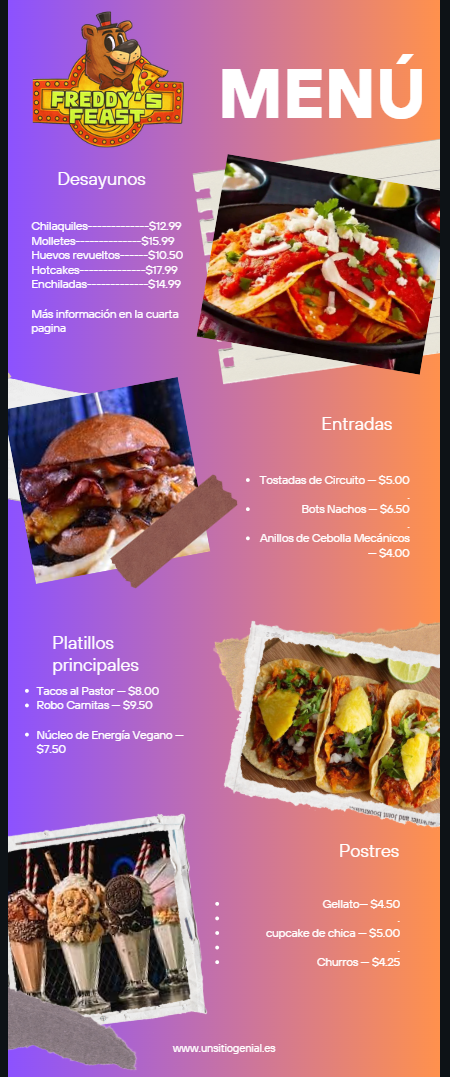 FREDDY'S
FEAST
MENÚ
Desayunos
Chilaquiles---------------$12.99
Molletes----------------$15.99
Huevos revueltos-------$10.50
Hotcakes----------------$17.99
Enchiladas---------------$14.99
Más información en la cuarta
pagina
Entradas
• Tostadas de Circuito — $5.00
.
• Bots Nachos — $6.50
.
• Anillos de Cebolla Mecánicos
— $4.00
Platillos
principales
• Tacos al Pastor — $8.00
• Robo Carnitas — $9.50
• Núcleo de Energía Vegano —
$7.50
Postres
• Gellato— $4.50
• .
• cupcake de chica — $5.00
• .
• Churros — $4.25
www.unsitiogenial.es